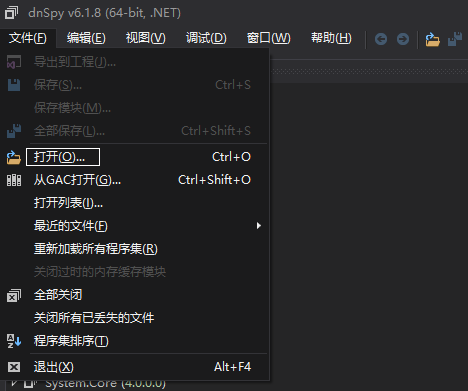 dnSpy v6.1.8 (64-bit, .NET)
文件(F) 编辑(E) 视图(V) 调试(D) 窗口(W) 帮助(H)
导出到工程(J)...
保存(S)... Ctrl+S
保存模块(M)...
全部保存(L)... Ctrl+Shift+S
打开(O)... Ctrl+O
从GAC打开(G)... Ctrl+Shift+O
打开列表(I)...
最近的文件(F)
重新加载所有程序集(R)
关闭过时的内存缓存模块
全部关闭
关闭所有已丢失的文件
程序集排序(T)
退出(X) Alt+F4
System.Core (4.0.0.0)